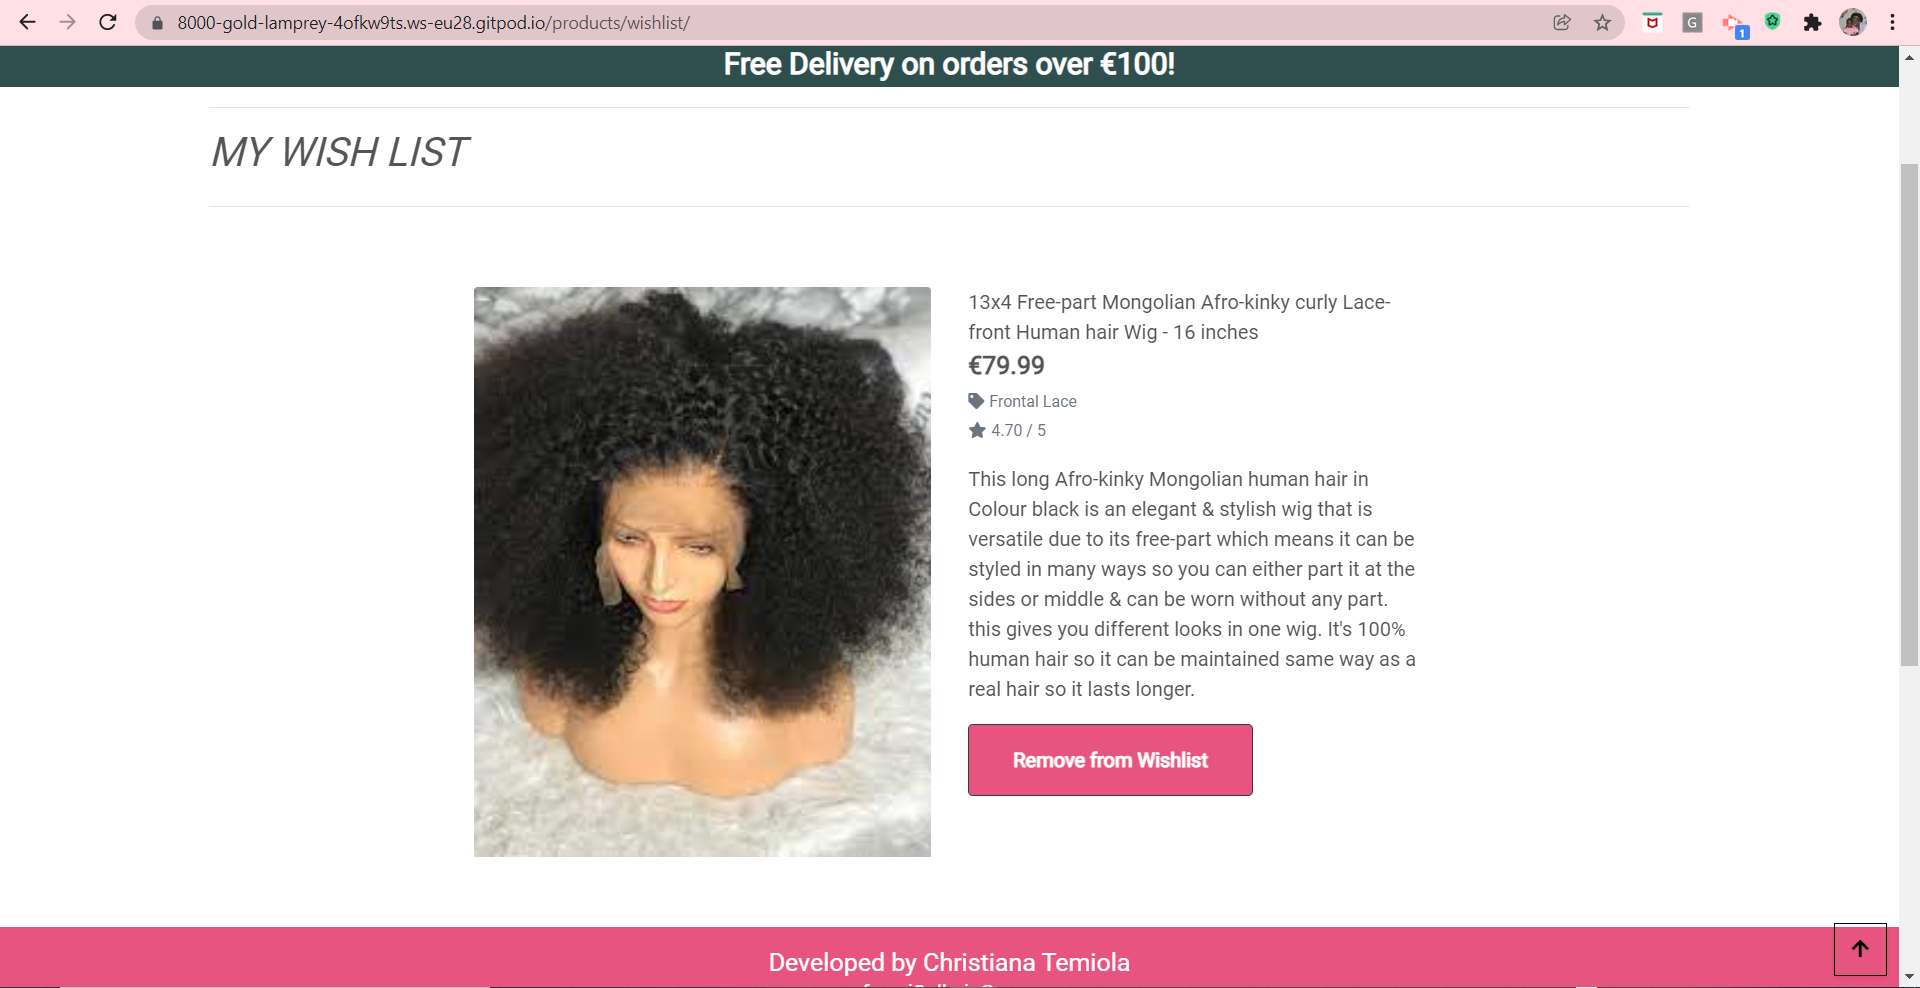 8000-gold-lamprey-4ofkw9ts.ws-eu28.gitpod.io/products/wishlist/
G
1
Free Delivery on orders over €100!
MY WISH LIST
13x4 Free-part Mongolian Afro-kinky curly Lace-
front Human hair Wig - 16 inches
€79.99
Frontal Lace
4.70 / 5
This long Afro-kinky Mongolian human hair in
Colour black is an elegant & stylish wig that is
versatile due to its free-part which means it can be
styled in many ways so you can either part it at the
sides or middle & can be worn without any part.
this gives you different looks in one wig. It's 100%
human hair so it can be maintained same way as a
real hair so it lasts longer.
Remove from Wishlist
Developed by Christiana Temiola